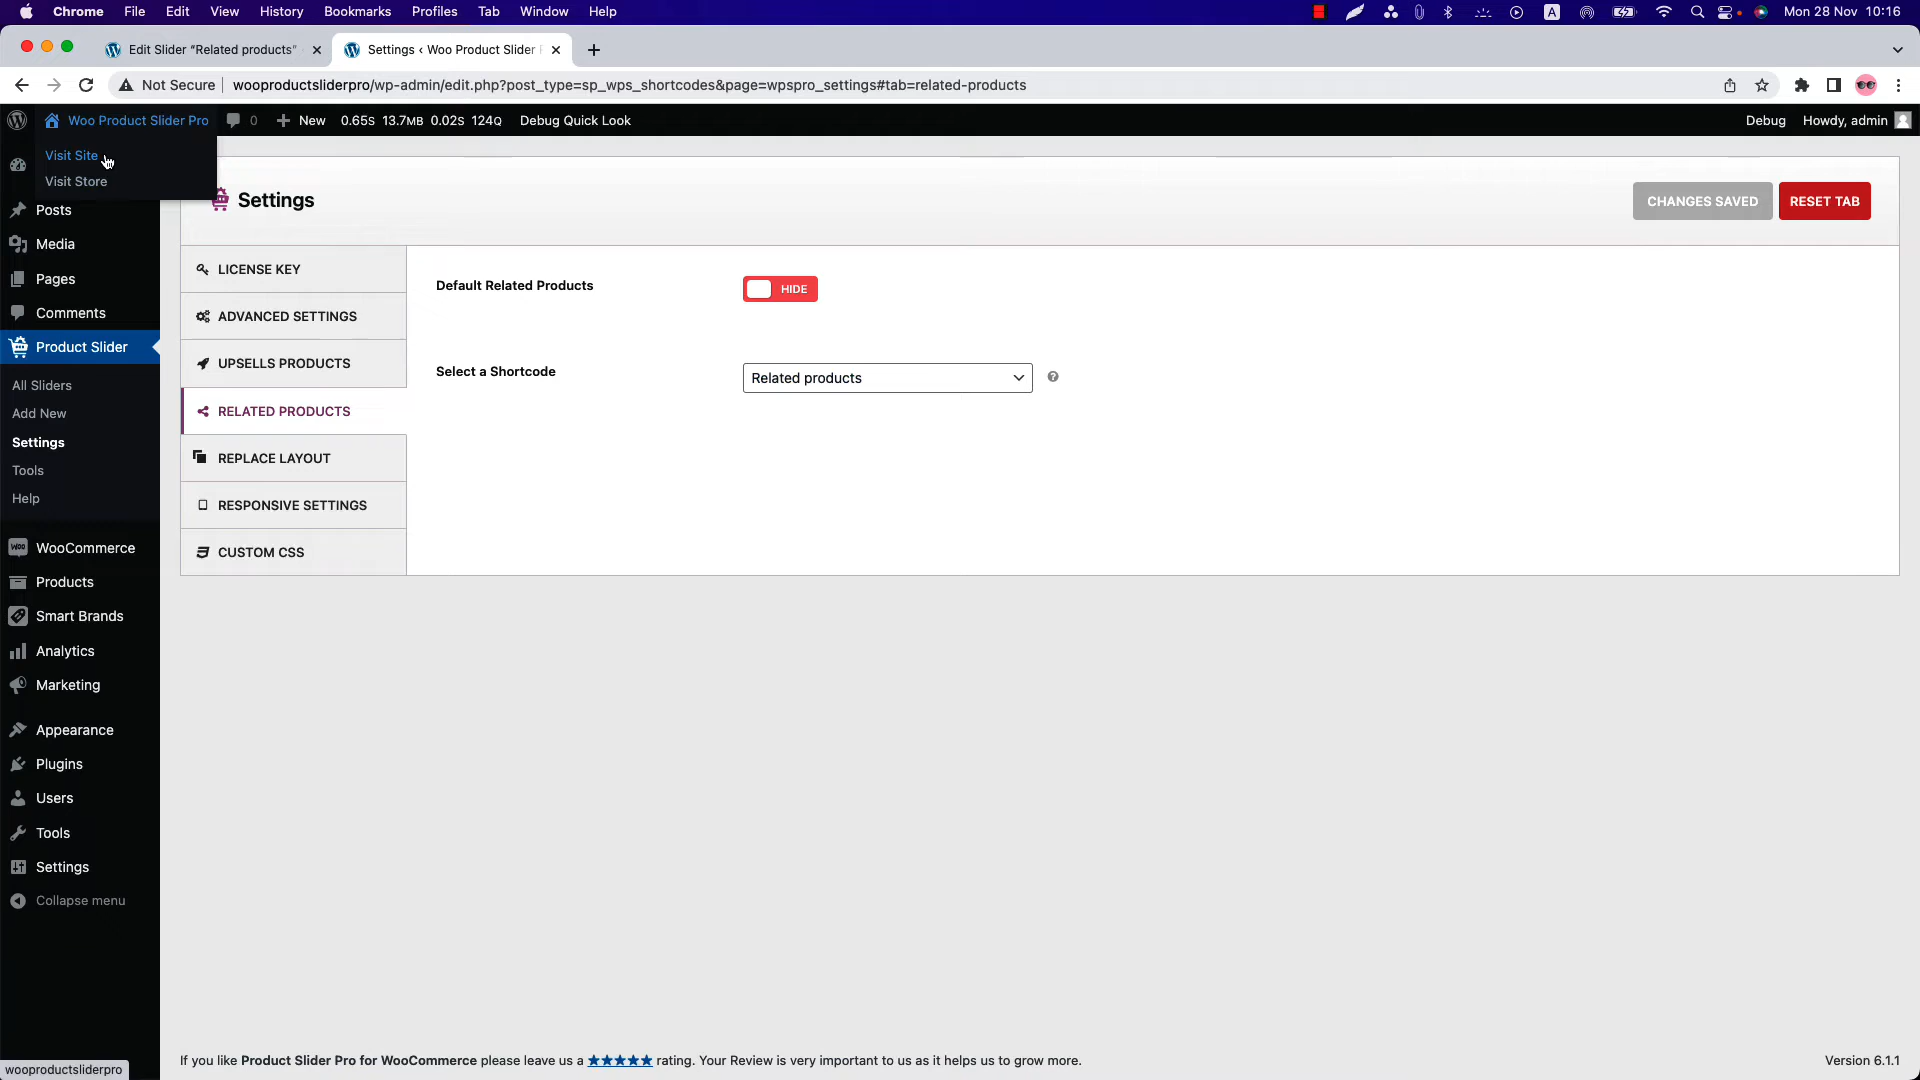 Chrome File Edit View History Bookmarks Profiles Tab Window Help A Mon 28 Nov 10:16
Edit Slider "Related products" Settings ‹ Woo Product Slider
Not Secure wooproductsliderpro/wp-admin/edit.php?post_type=sp_wps_shortcodes&page=wpspro_settings#tab=related-products
Woo Product Slider Pro 0 New 0.65S 13.7MB 0.02S 124Q Debug Quick Look Debug Howdy, admin
Visit Site
Visit Store
Posts
Media
Pages
Comments
Product Slider
All Sliders
Add New
Settings
Tools
Help
WooCommerce
Products
Smart Brands
Analytics
Marketing
Appearance
Plugins
Users
Tools
Settings
Collapse menu
Settings
CHANGES SAVED RESET TAB
LICENSE KEY
ADVANCED SETTINGS
UPSELLS PRODUCTS
RELATED PRODUCTS
REPLACE LAYOUT
RESPONSIVE SETTINGS
CUSTOM CSS
Default Related Products HIDE
Select a Shortcode Related products
If you like Product Slider Pro for WooCommerce please leave us a ★★★★★ rating. Your Review is very important to us as it helps us to grow more. Version 6.1.1
wooproductsliderpro